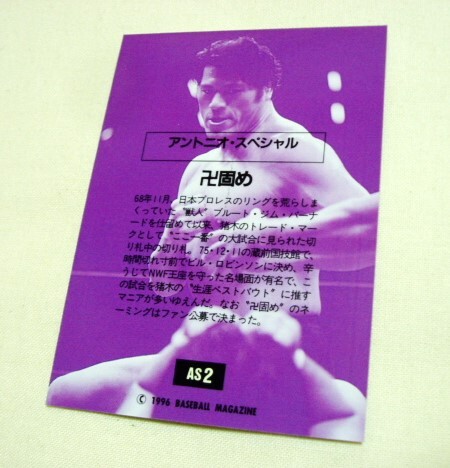 アントニオ・スペシャル
卍固め
68年11月、日本プロレスのリングを荒らしま
くっていた〝獣人〟ブルート・ジム・バーナ
ードを仕留めて以来、猪木のトレード・マー
クとして〝ここ一番〟の大試合に見られた切
り札中の切り札。'75・12・11の蔵前国技館で、
時間切れ寸前でビル・ロビンソンに決め、辛
うじてNWF王座を守った名場面が有名で、こ
の試合を猪木の〝生涯ベストバウト〟に推す
マニアが多いゆえんだ。なお〝卍固め〟のネ
ーミングはファン公募で決まった。
AS2
© 1996 BASEBALL MAGAZINE